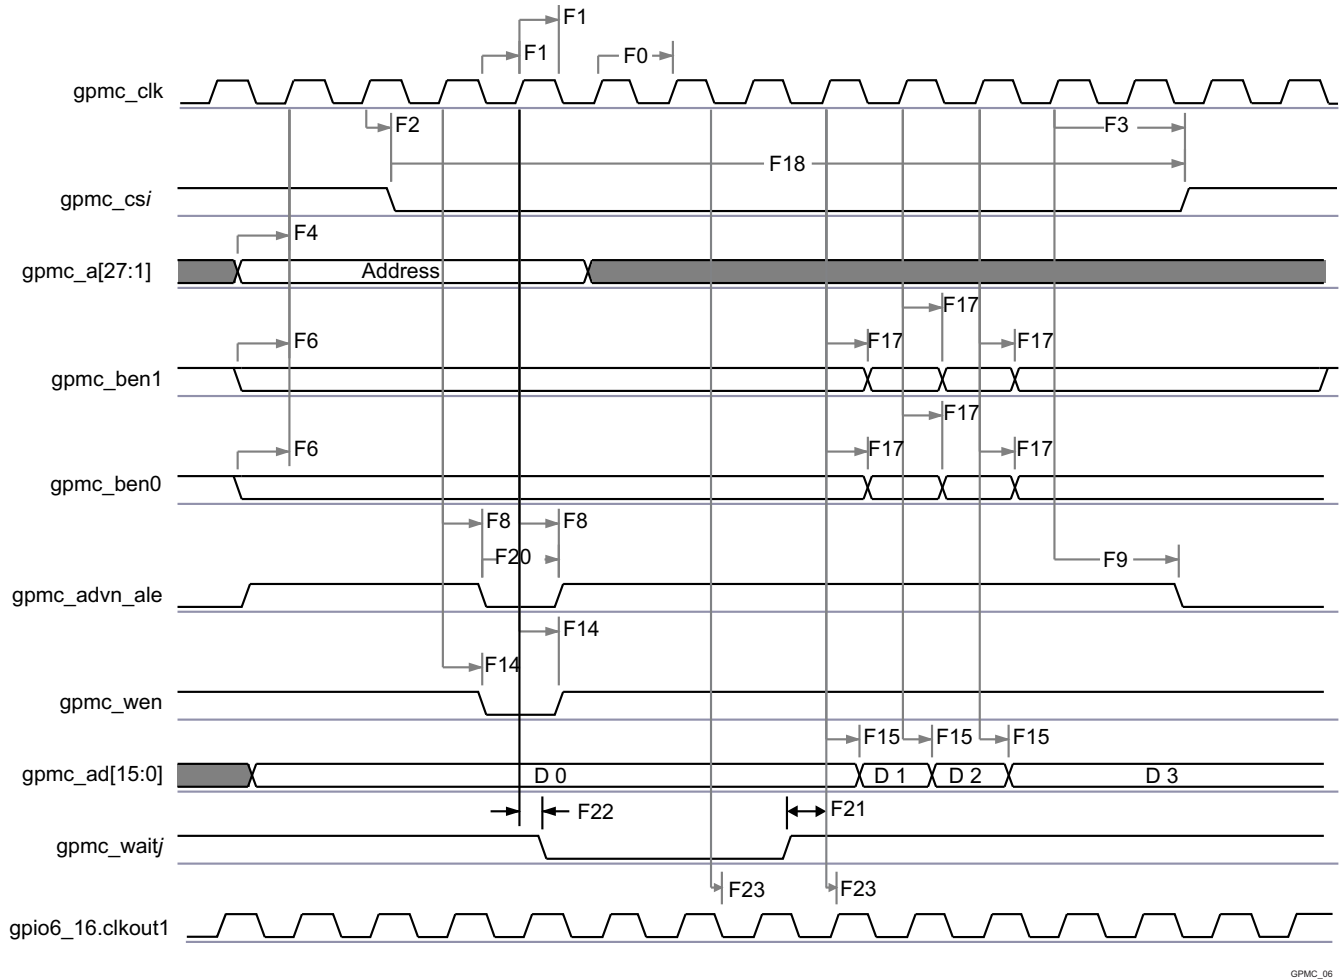 F1
F1
F0
gpmc_clk
F2
F3
F18
gpmc_csi
F4
gpmc_a[27:1]
Address
F17
F6
F17
F17
gpmc_ben1
F17
F6
F17
F17
gpmc_ben0
F8
F8
F20
F9
gpmc_advn_ale
F14
F14
gpmc_wen
F15
F15
F15
gpmc_ad[15:0]
D 0
D 1
D 2
D 3
F22
F21
gpmc_waitj
F23
F23
gpio6_16.clkout1
GPMC_06